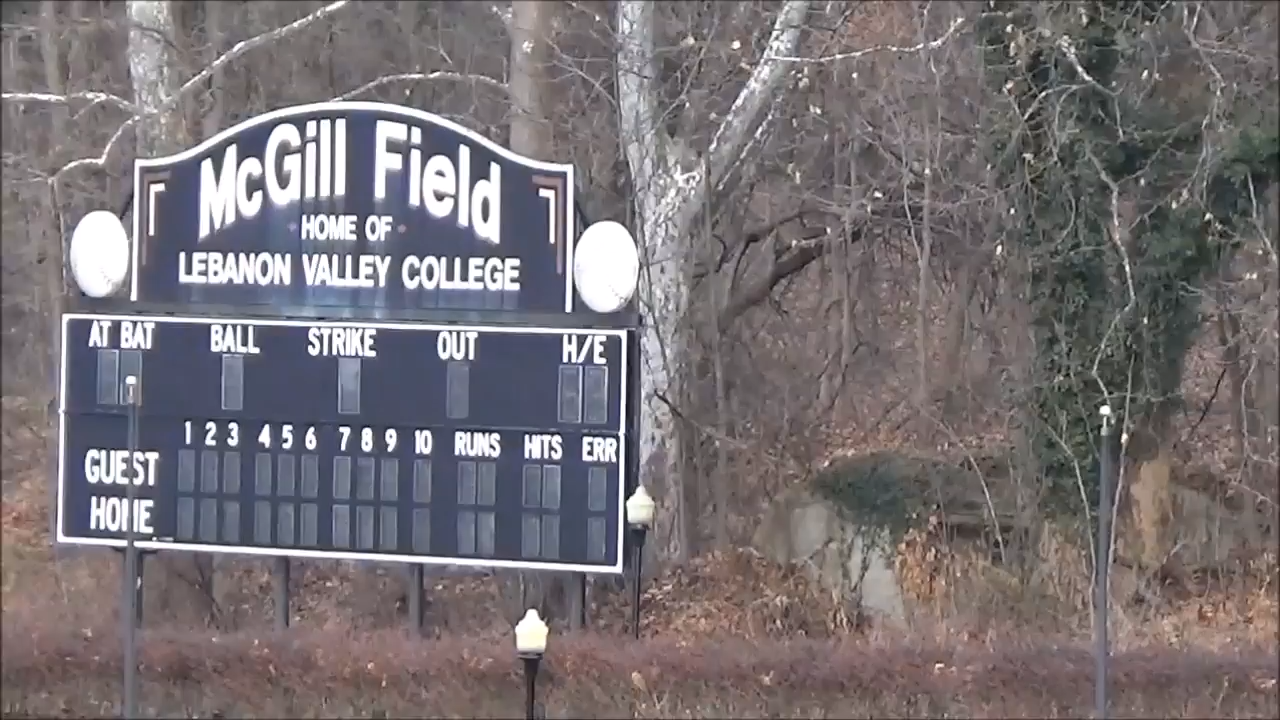 McGill Field
HOME OF
LEBANON VALLEY COLLEGE
AT BAT BALL STRIKE OUT H/E
1 2 3 4 5 6 7 8 9 10 RUNS HITS ERR
GUEST
HOME